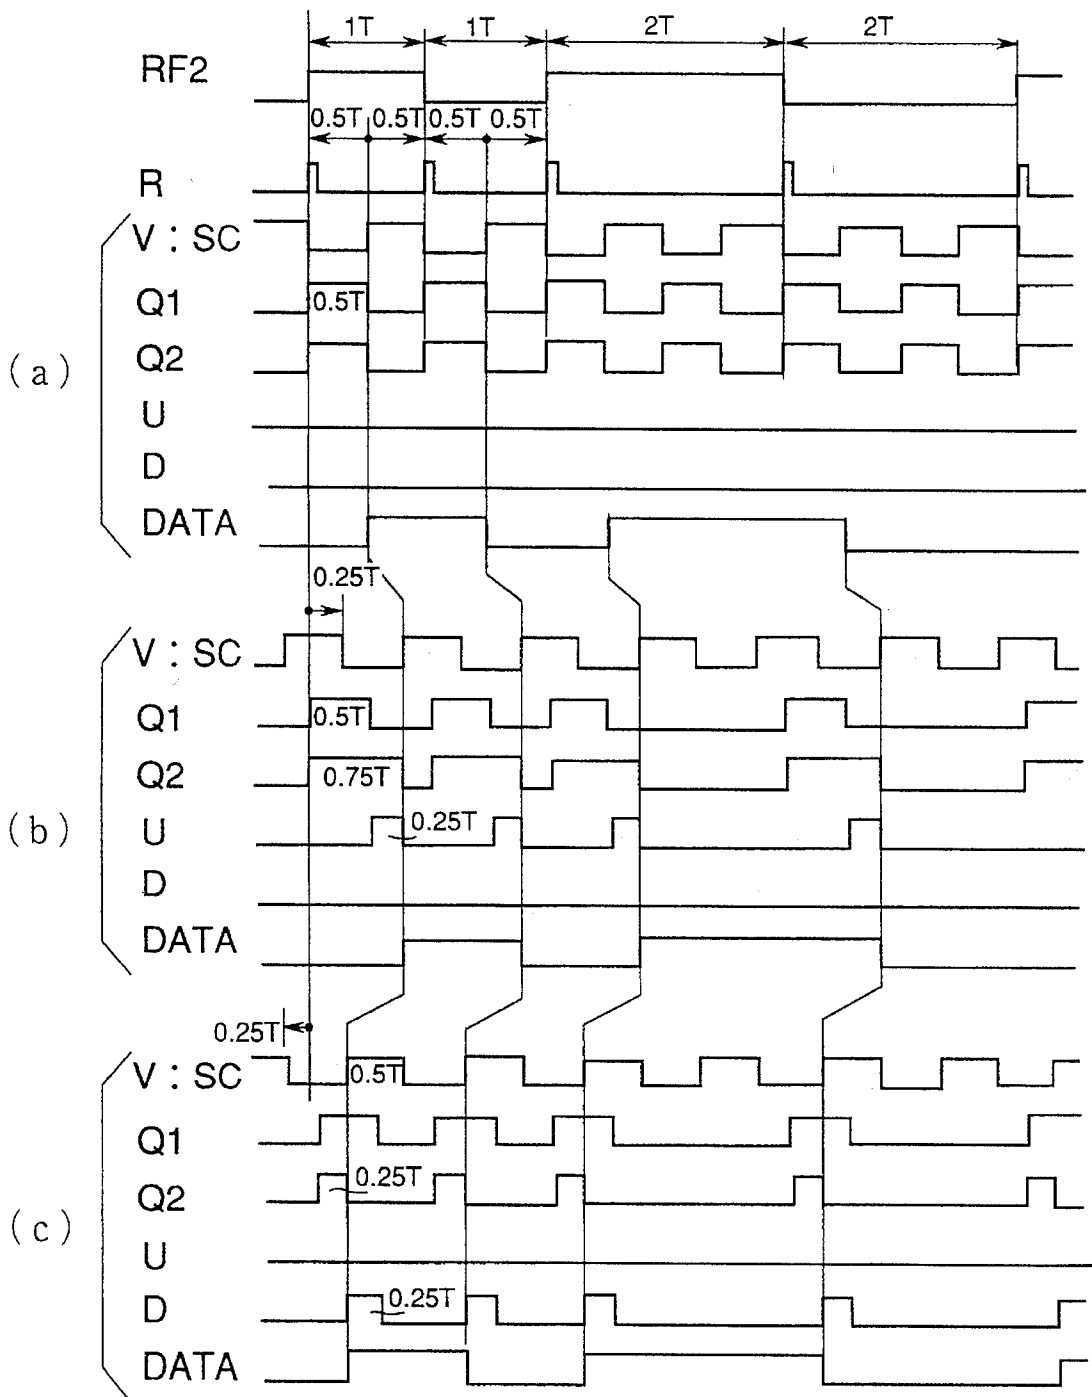 1T 1T 2T 2T
RF2
0.5T 0.5T 0.5T 0.5T
R
V : SC
Q1 0.5T
(a)
Q2
U
D
DATA
0.25T
V : SC
Q1 0.5T
Q2 0.75T
(b)
U 0.25T
D
DATA
0.25T
V : SC 0.5T
Q1
Q2 0.25T
(c)
U
D 0.25T
DATA